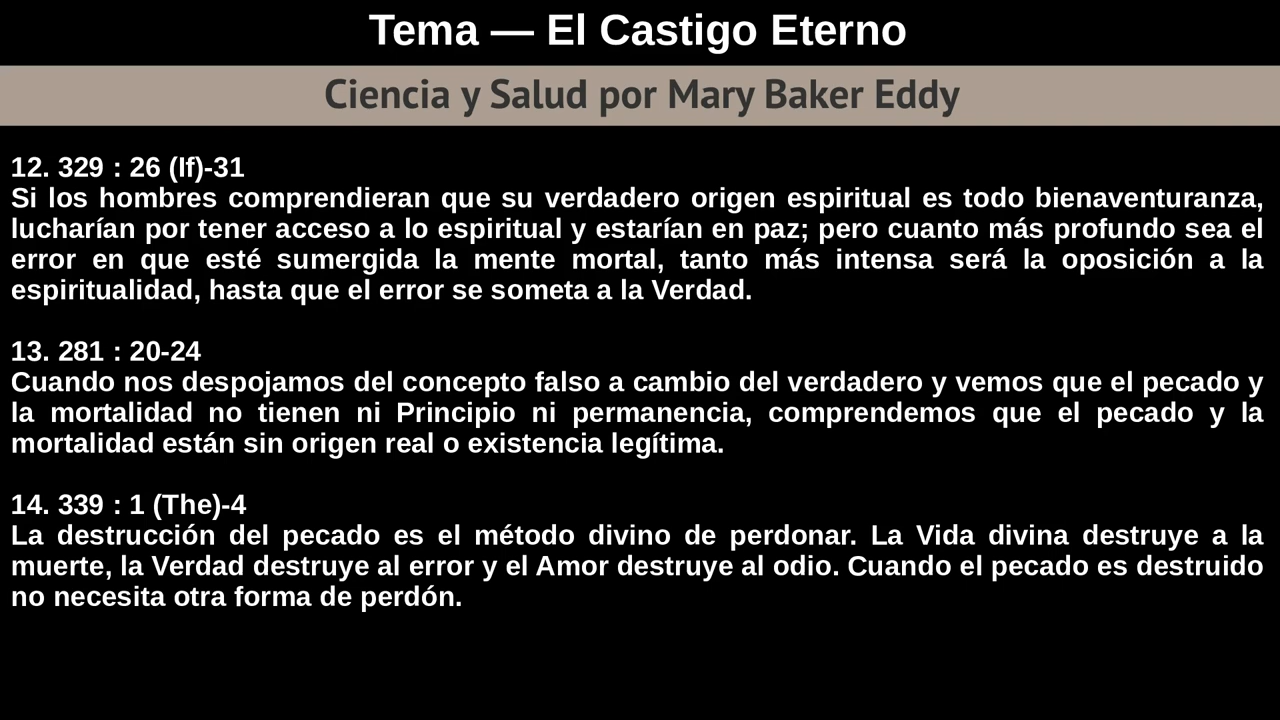 Tema — El Castigo Eterno
Ciencia y Salud por Mary Baker Eddy
12. 329 : 26 (If)-31
Si los hombres comprendieran que su verdadero origen espiritual es todo bienaventuranza,
lucharían por tener acceso a lo espiritual y estarían en paz; pero cuanto más profundo sea el
error en que esté sumergida la mente mortal, tanto más intensa será la oposición a la
espiritualidad, hasta que el error se someta a la Verdad.
13. 281 : 20-24
Cuando nos despojamos del concepto falso a cambio del verdadero y vemos que el pecado y
la mortalidad no tienen ni Principio ni permanencia, comprendemos que el pecado y la
mortalidad están sin origen real o existencia legítima.
14. 339 : 1 (The)-4
La destrucción del pecado es el método divino de perdonar. La Vida divina destruye a la
muerte, la Verdad destruye al error y el Amor destruye al odio. Cuando el pecado es destruido
no necesita otra forma de perdón.